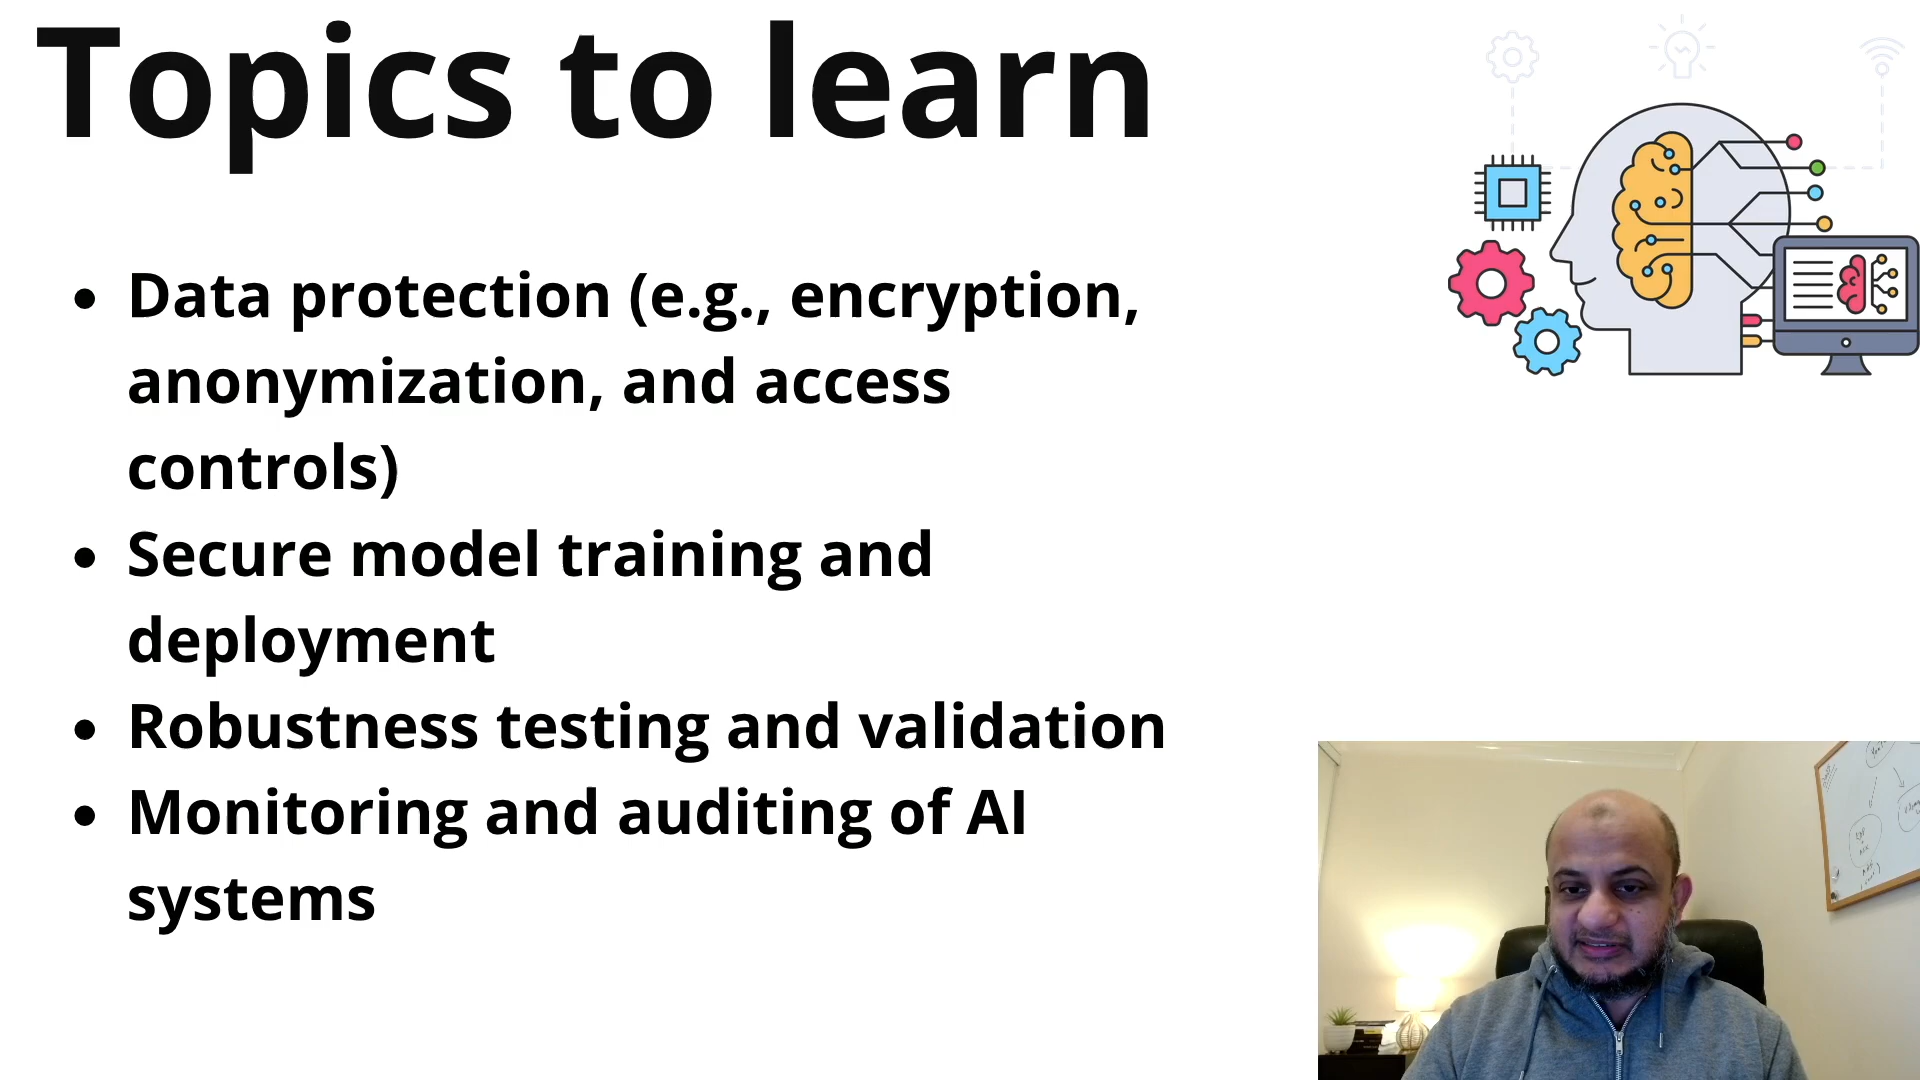 Topics to learn
• Data protection (e.g., encryption,
anonymization, and access
controls)
• Secure model training and
deployment
• Robustness testing and validation
• Monitoring and auditing of AI
systems